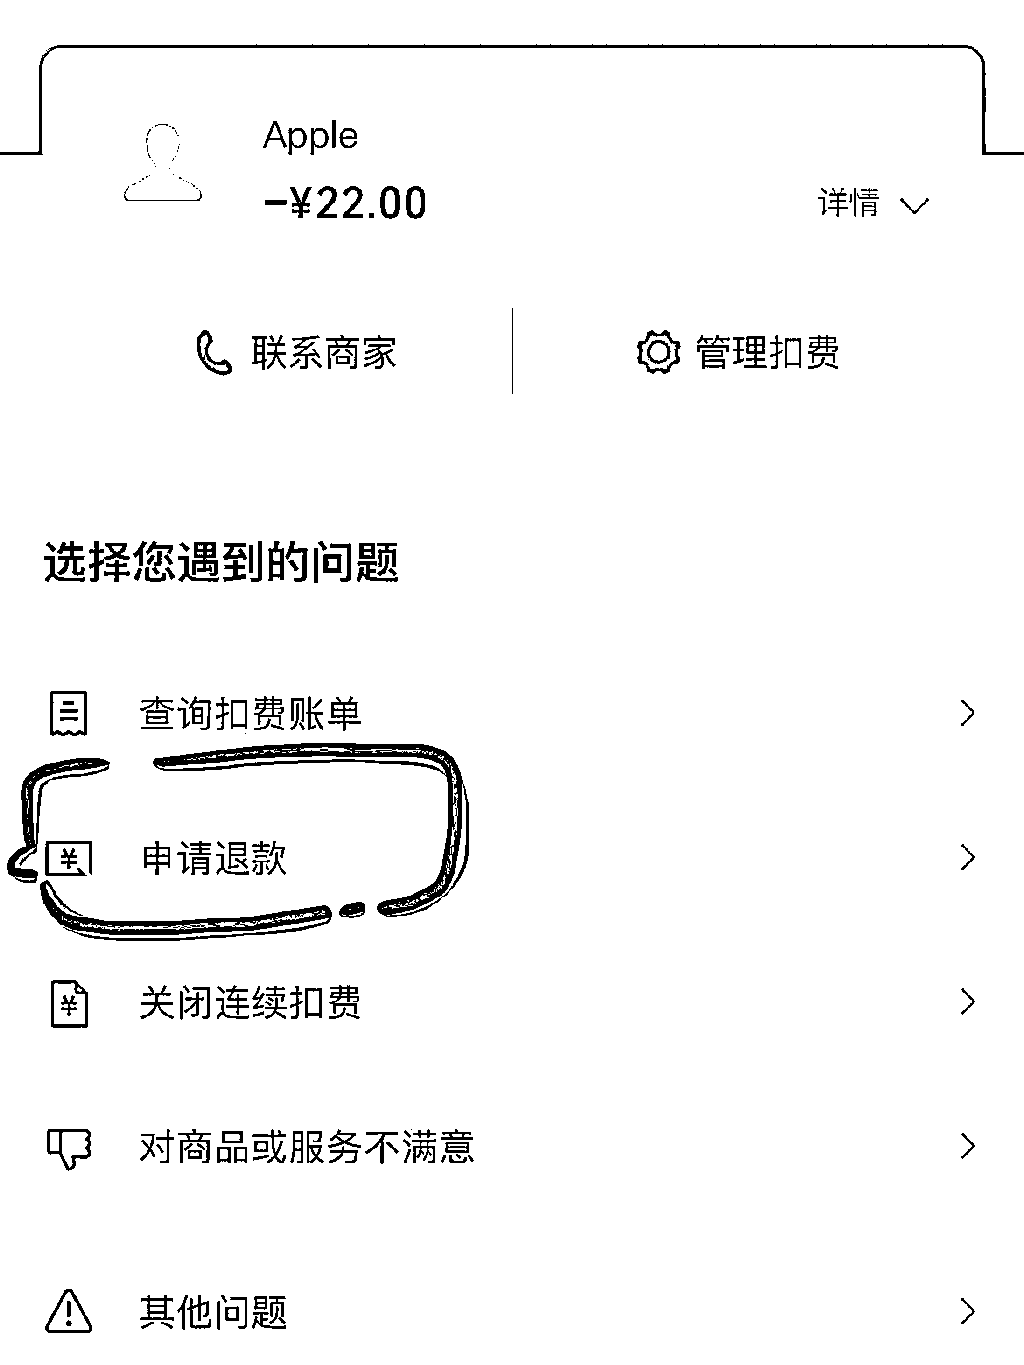 Apple
−¥22.00
详情
联系商家
管理扣费
选择您遇到的问题
查询扣费账单
申请退款
关闭连续扣费
对商品或服务不满意
其他问题